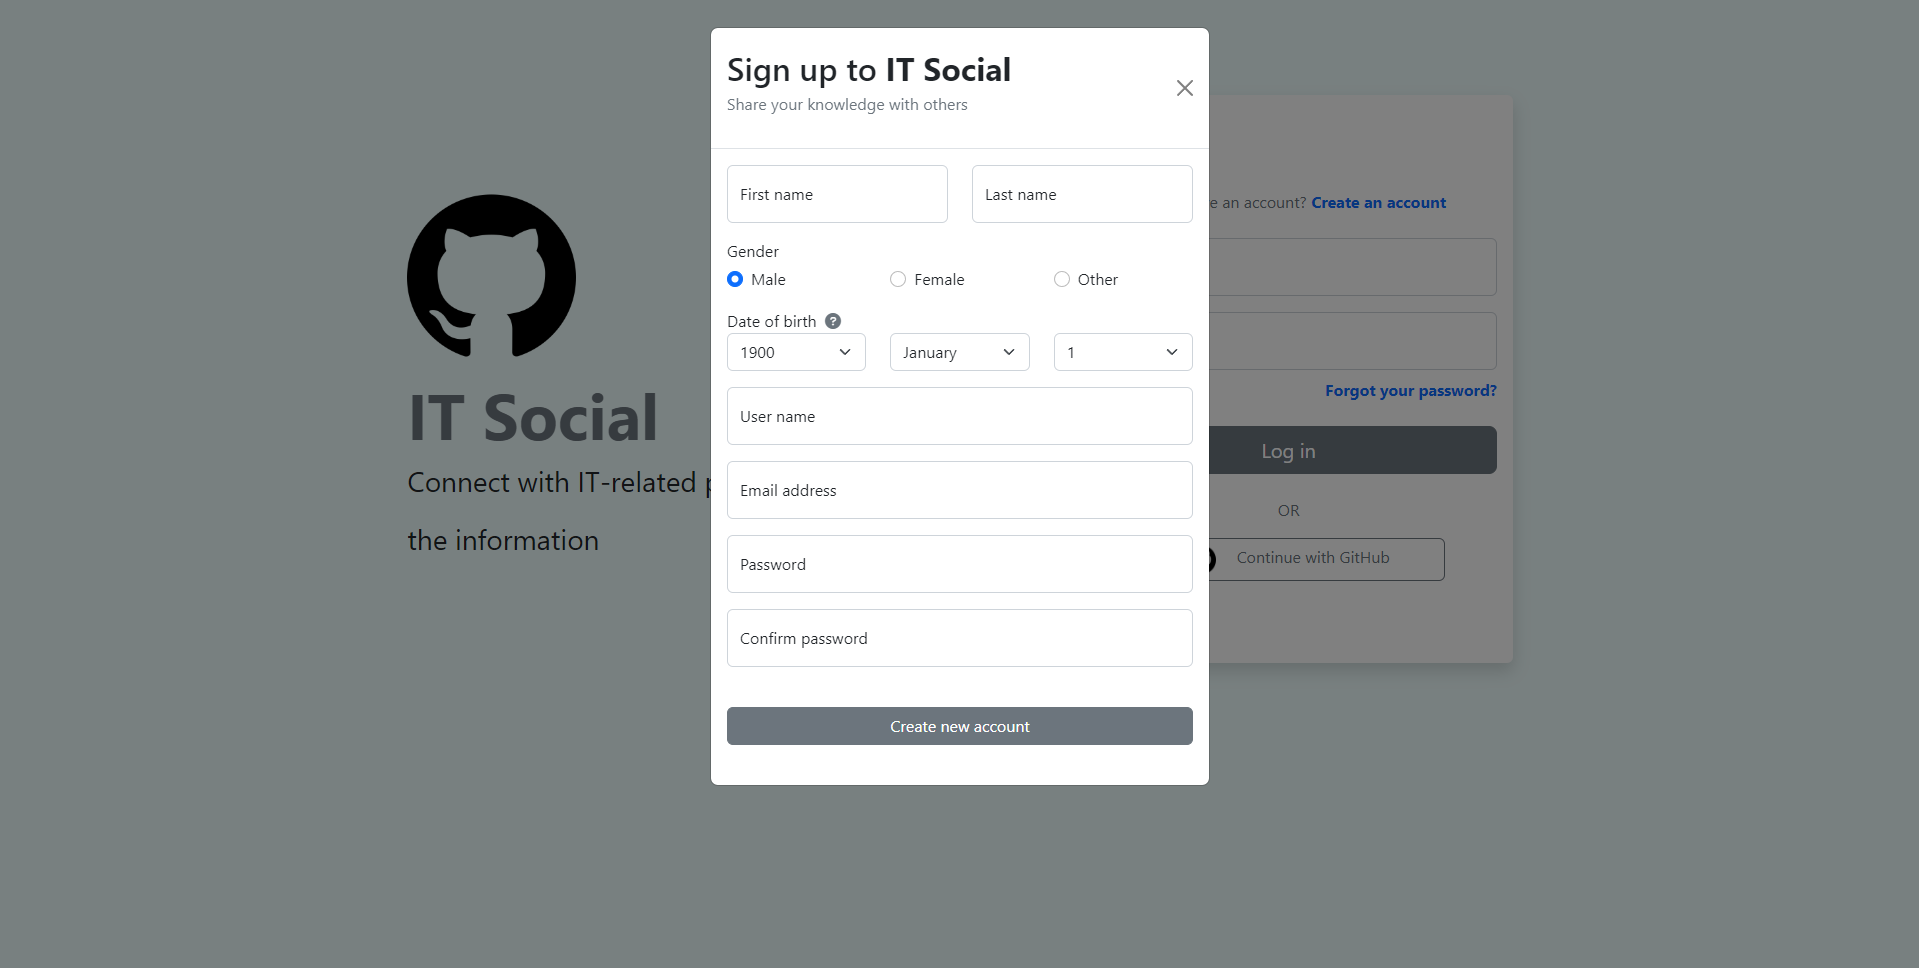 Sign up to IT Social
Share your knowledge with others
First name
Last name
Gender
Male
Female
Other
Date of birth ?
1900
January
1
User name
Email address
Password
Confirm password
Create new account
IT Social
Connect with IT-related
the information
an account? Create an account
Forgot your password?
Log in
OR
Continue with GitHub